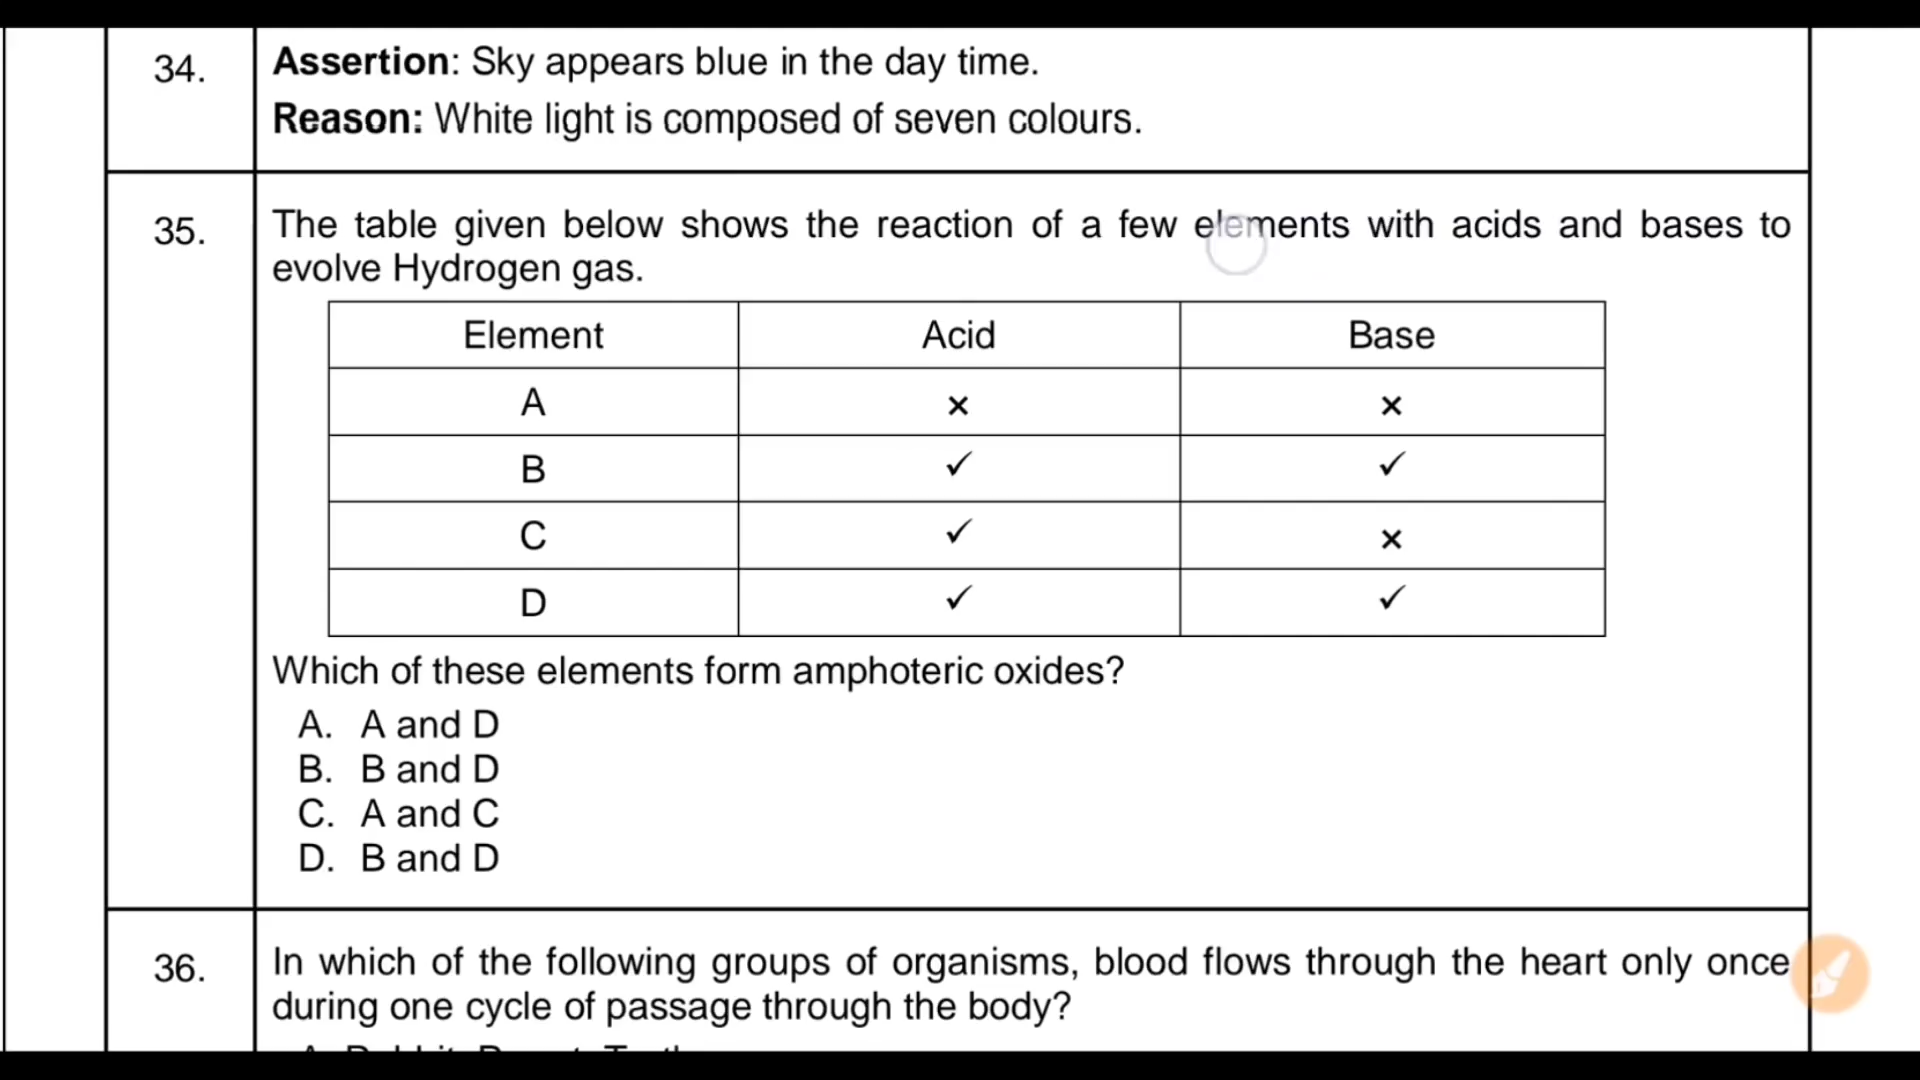 34.
Assertion: Sky appears blue in the day time.
Reason: White light is composed of seven colours.
35.
The table given below shows the reaction of a few elements with acids and bases to
evolve Hydrogen gas.
Element Acid Base
A × ×
B ✓ ✓
C ✓ ×
D ✓ ✓
Which of these elements form amphoteric oxides?
A. A and D
B. B and D
C. A and C
D. B and D
36.
In which of the following groups of organisms, blood flows through the heart only once
during one cycle of passage through the body?